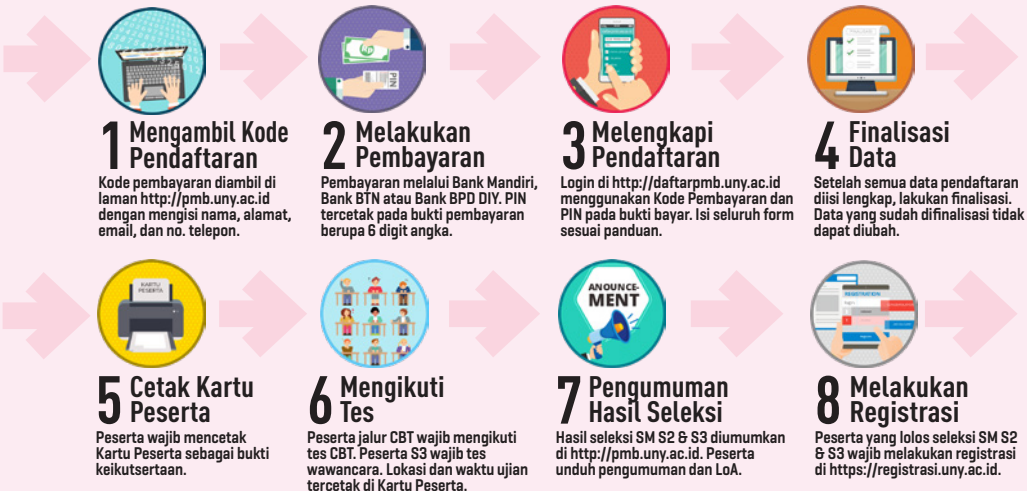 1 Mengambil Kode
Pendaftaran
Kode pembayaran diambil di
laman http://pmb.uny.ac.id
dengan mengisi nama, alamat,
email, dan no. telepon.
PIN
2 Melakukan
Pembayaran
Pembayaran melalui Bank Mandiri,
Bank BTN atau Bank BPD DIY. PIN
tercetak pada bukti pembayaran
berupa 6 digit angka.
3 Melengkapi
Pendaftaran
Login di http://daftarpmb.uny.ac.id
menggunakan Kode Pembayaran dan
PIN pada bukti bayar. Isi seluruh form
sesuai panduan.
4 Finalisasi
Data
Setelah semua data pendaftaran
diisi lengkap, lakukan finalisasi.
Data yang sudah difinalisasi tidak
dapat diubah.
KARTU
PESERTA
5 Cetak Kartu
Peserta
Peserta wajib mencetak
Kartu Peserta sebagai bukti
keikutsertaan.
6 Mengikuti
Tes
Peserta jalur CBT wajib mengikuti
tes CBT. Peserta S3 wajib tes
wawancara. Lokasi dan waktu ujian
tercetak di Kartu Peserta.
ANOUNCE-
MENT
7 Pengumuman
Hasil Seleksi
Hasil seleksi SM S2 & S3 diumumkan
di http://pmb.uny.ac.id. Peserta
unduh pengumuman dan LoA.
REGISTRATION
8 Melakukan
Registrasi
Peserta yang lolos seleksi SM S2
& S3 wajib melakukan registrasi
di https://registrasi.uny.ac.id.